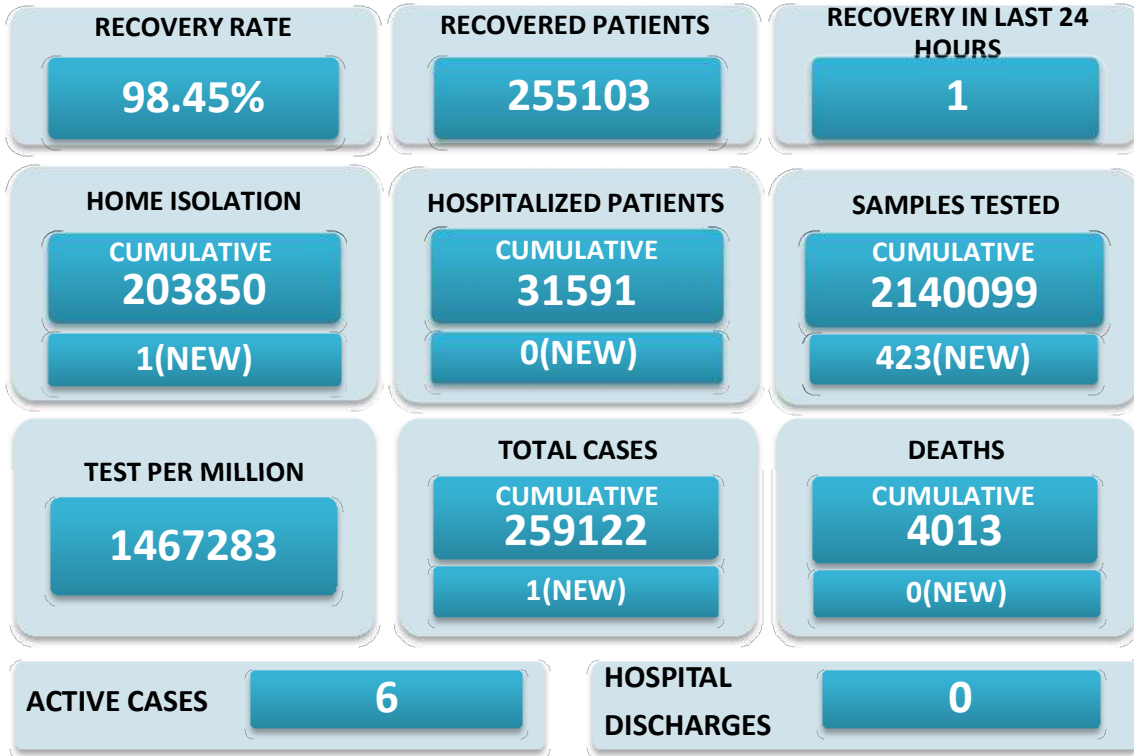 RECOVERY RATE
98.45%
RECOVERED PATIENTS
255103
RECOVERY IN LAST 24
HOURS
1
HOME ISOLATION
CUMULATIVE
203850
1(NEW)
HOSPITALIZED PATIENTS
CUMULATIVE
31591
0(NEW)
SAMPLES TESTED
CUMULATIVE
2140099
423(NEW)
TEST PER MILLION
1467283
TOTAL CASES
CUMULATIVE
259122
1(NEW)
DEATHS
CUMULATIVE
4013
0(NEW)
ACTIVE CASES
6
HOSPITAL
DISCHARGES
0